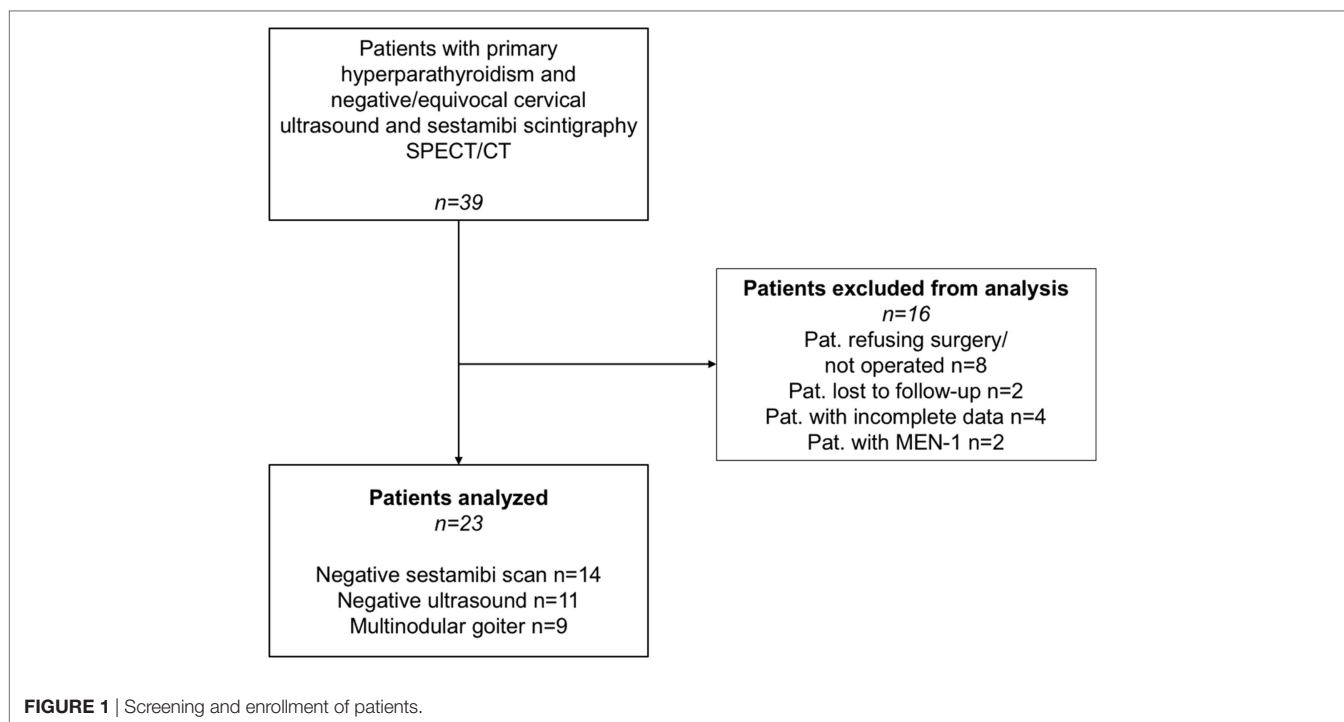 Patients with primary
hyperparathyroidism and
negative/equivocal cervical
ultrasound and sestamibi scintigraphy
SPECT/CT
n=39
Patients excluded from analysis
n=16
Pat. refusing surgery/
not operated n=8
Pat. lost to follow-up n=2
Pat. with incomplete data n=4
Pat. with MEN-1 n=2
Patients analyzed
n=23
Negative sestamibi scan n=14
Negative ultrasound n=11
Multinodular goiter n=9
FIGURE 1 | Screening and enrollment of patients.